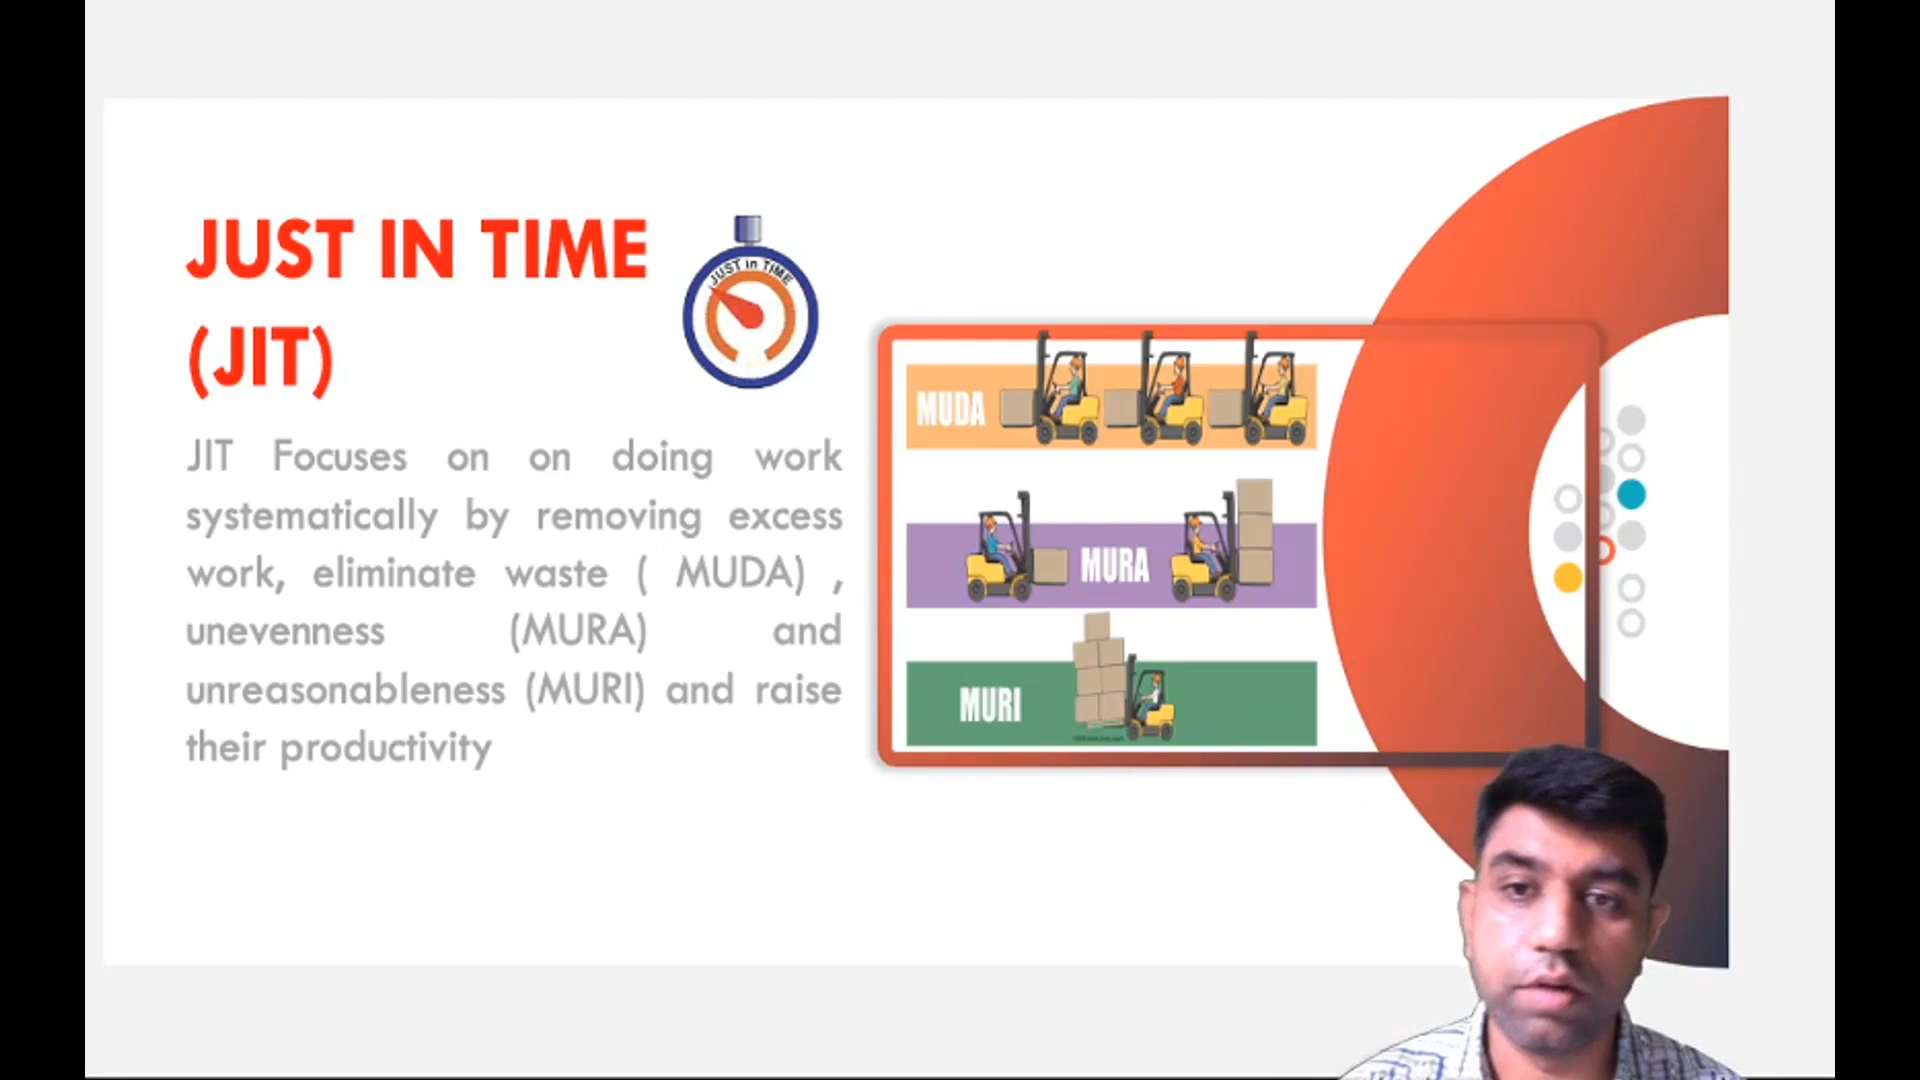 JUST IN TIME
(JIT)
JUST in TIME
JIT Focuses on on doing work
systematically by removing excess
work, eliminate waste ( MUDA) ,
unevenness (MURA) and
unreasonableness (MURI) and raise
their productivity
MUDA
MURA
MURI